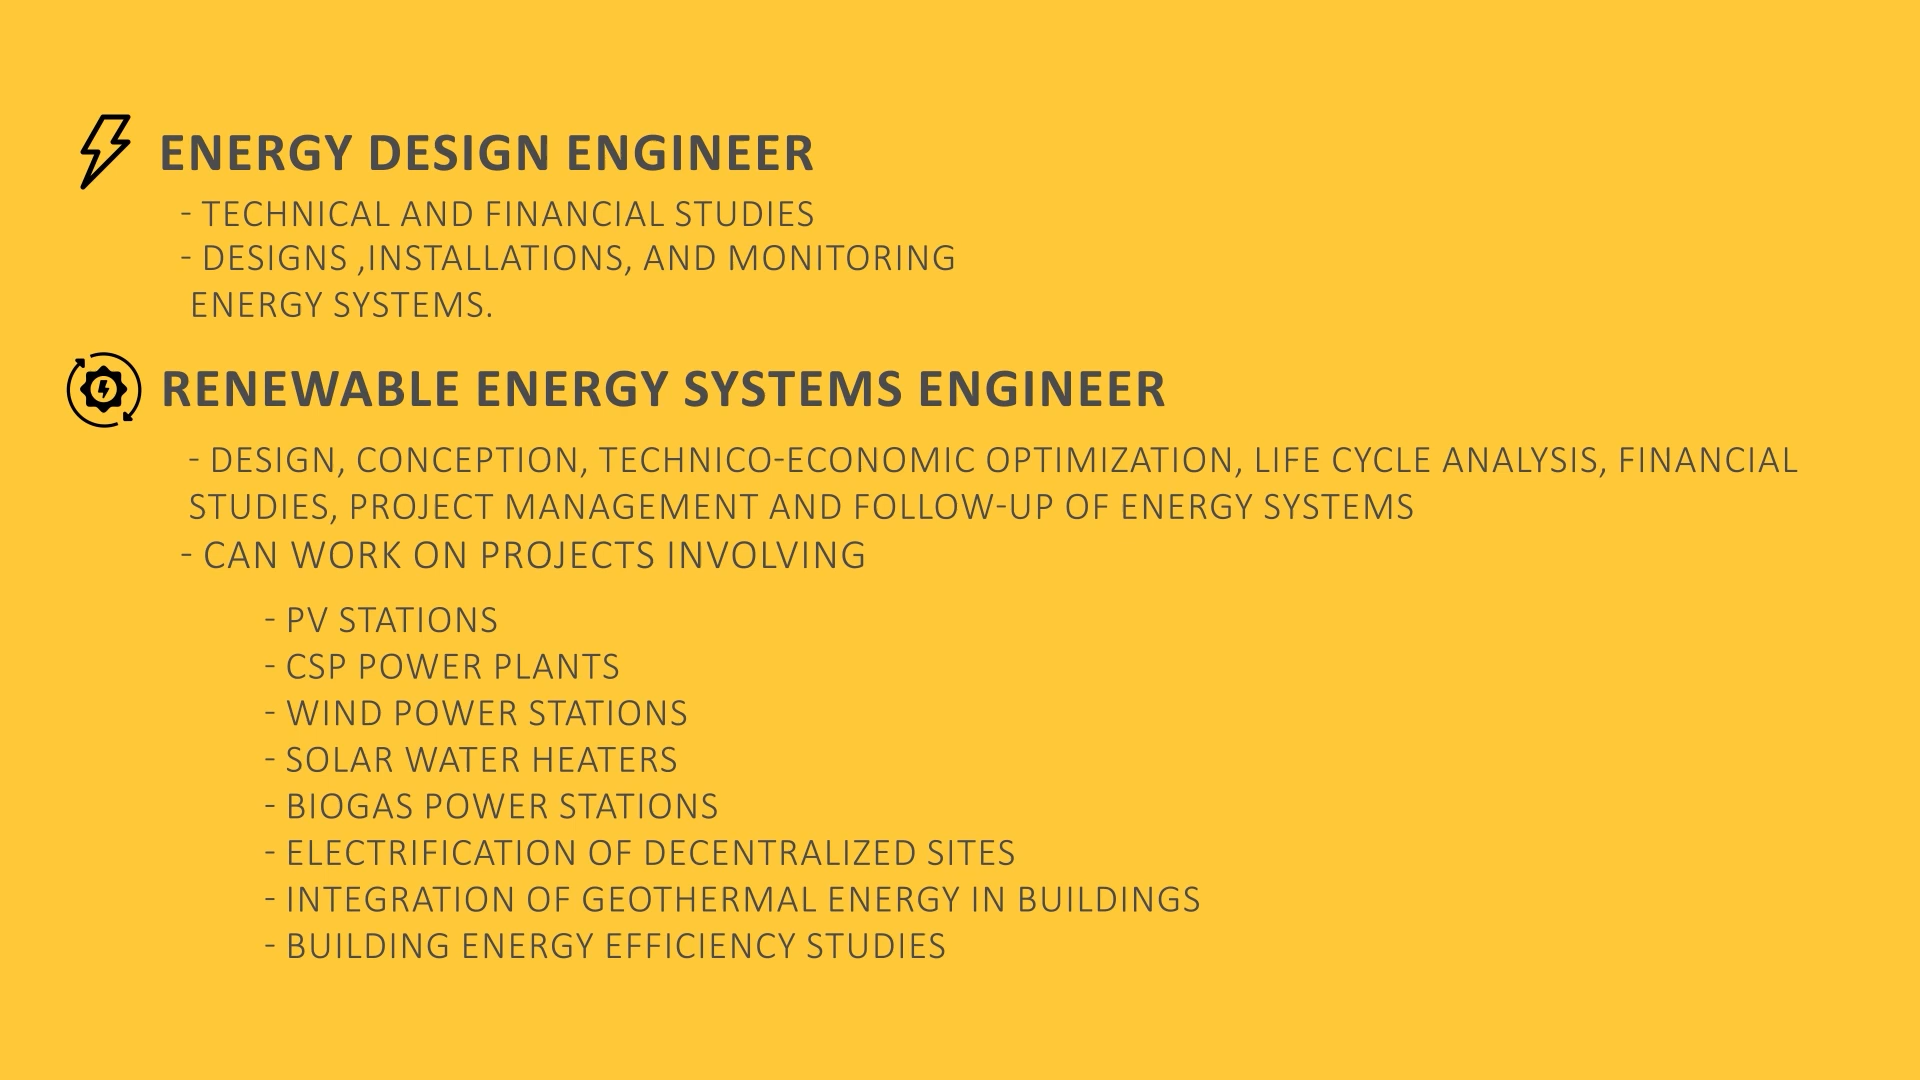 ENERGY DESIGN ENGINEER
- TECHNICAL AND FINANCIAL STUDIES
- DESIGNS ,INSTALLATIONS, AND MONITORING
ENERGY SYSTEMS.
RENEWABLE ENERGY SYSTEMS ENGINEER
- DESIGN, CONCEPTION, TECHNICO-ECONOMIC OPTIMIZATION, LIFE CYCLE ANALYSIS, FINANCIAL
STUDIES, PROJECT MANAGEMENT AND FOLLOW-UP OF ENERGY SYSTEMS
- CAN WORK ON PROJECTS INVOLVING
- PV STATIONS
- CSP POWER PLANTS
- WIND POWER STATIONS
- SOLAR WATER HEATERS
- BIOGAS POWER STATIONS
- ELECTRIFICATION OF DECENTRALIZED SITES
- INTEGRATION OF GEOTHERMAL ENERGY IN BUILDINGS
- BUILDING ENERGY EFFICIENCY STUDIES